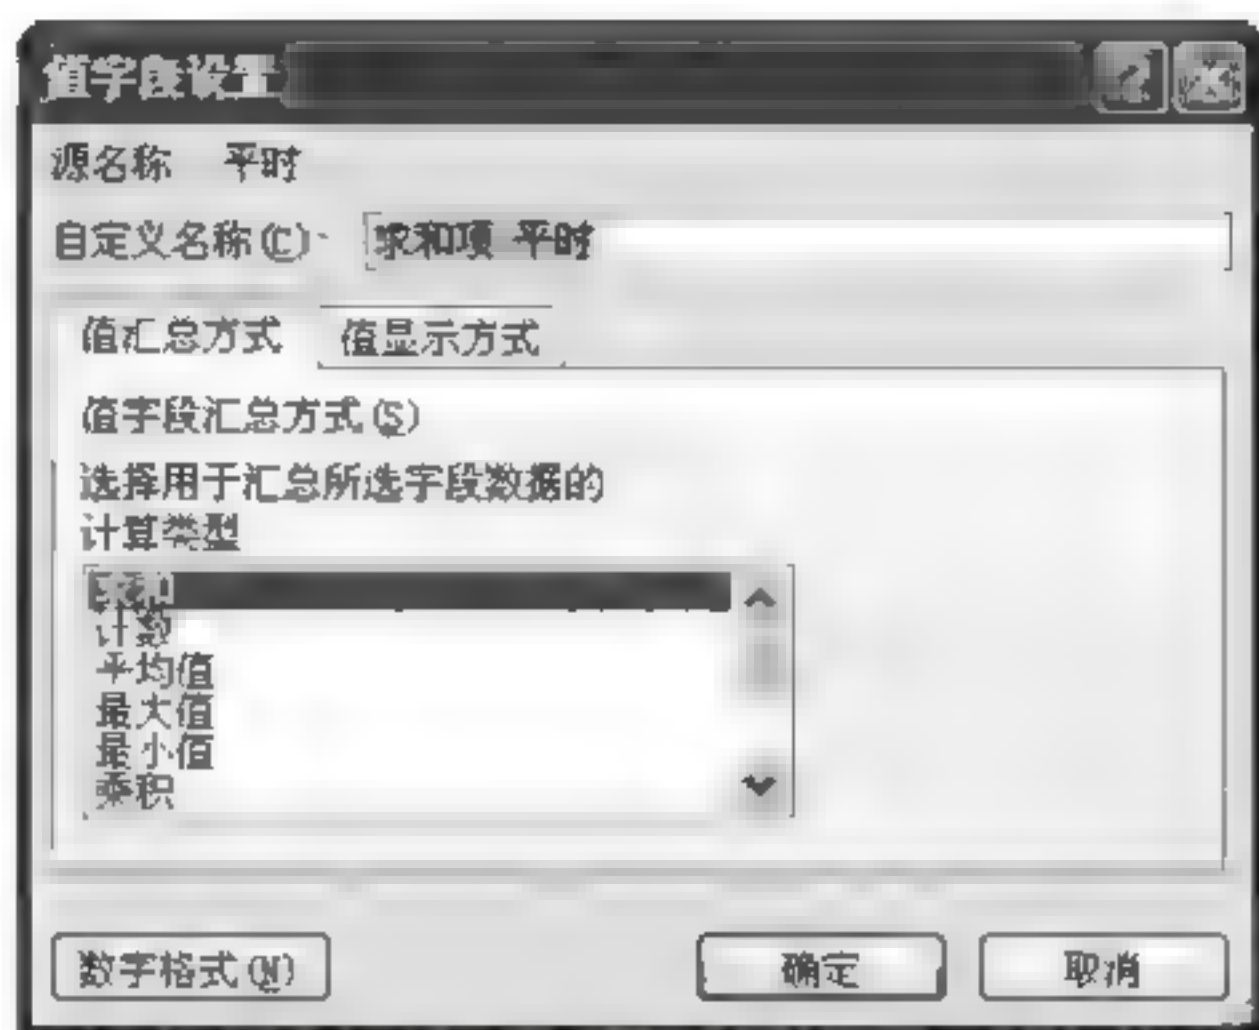 值字段设置
源名称 平时
自定义名称(C) 求和项 平时
值汇总方式 值显示方式
值字段汇总方式(S)
选择用于汇总所选字段数据的
计算类型
求和
计数
平均值
最大值
最小值
乘积
数字格式(N) 确定 取消